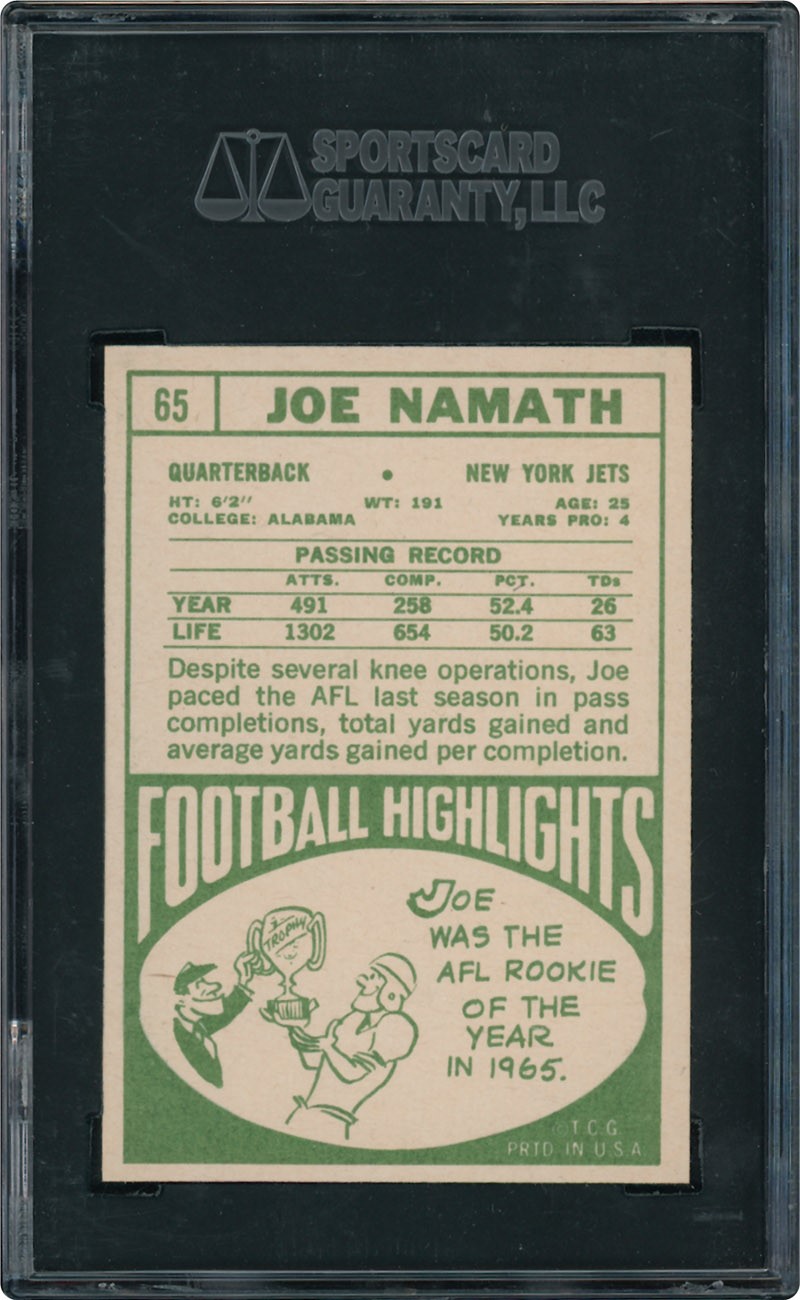 SPORTSCARD
GUARANTY, LLC
65 JOE NAMATH
QUARTERBACK • NEW YORK JETS
HT: 6'2" WT: 191 AGE: 25
COLLEGE: ALABAMA YEARS PRO: 4
PASSING RECORD
ATTS. COMP. PCT. TDs
YEAR 491 258 52.4 26
LIFE 1302 654 50.2 63
Despite several knee operations, Joe
paced the AFL last season in pass
completions, total yards gained and
average yards gained per completion.
FOOTBALL HIGHLIGHTS
TROPHY
JOE
WAS THE
AFL ROOKIE
OF THE
YEAR
IN 1965.
© T.C.G.
PRTD. IN U.S.A.